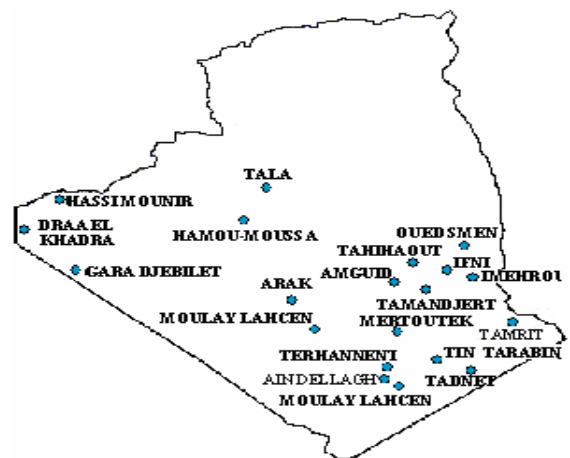 TALA
HASSIMOUNIR
DRAA EL
KHADRA
HAMOU-MOUSSA
OUEDSMEN
TAHIHAOUT
IFNI
GARA DJEBILET
AMGUID
IMEHROU
ARAK
TAMANDJERT
MOULAY LAHCEN
MERTOUTEK
TAMRIT
TERHANNENT
TIN TARABIN
AINDELLAGH
TADNET
MOULAY LAHCEN